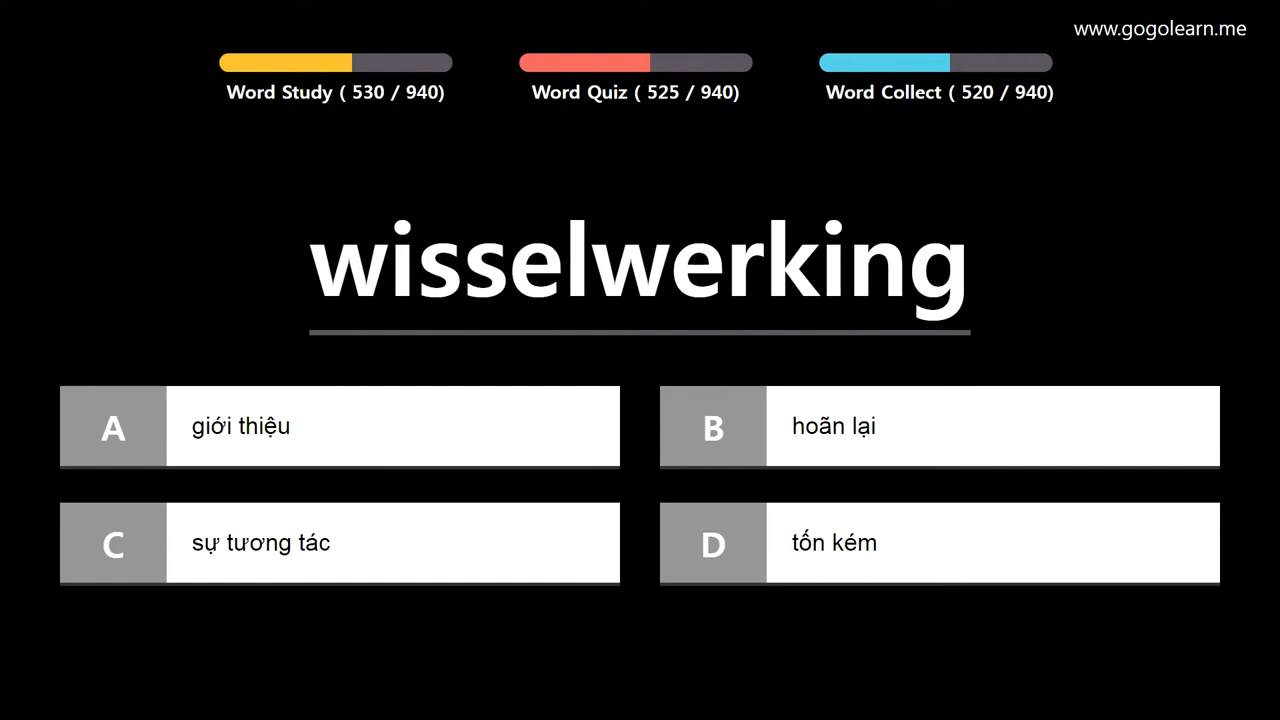 www.gogolearn.me
Word Study ( 530 / 940)
Word Quiz ( 525 / 940)
Word Collect ( 520 / 940)
wisselwerking
A giới thiệu
B hoãn lại
C sự tương tác
D tốn kém